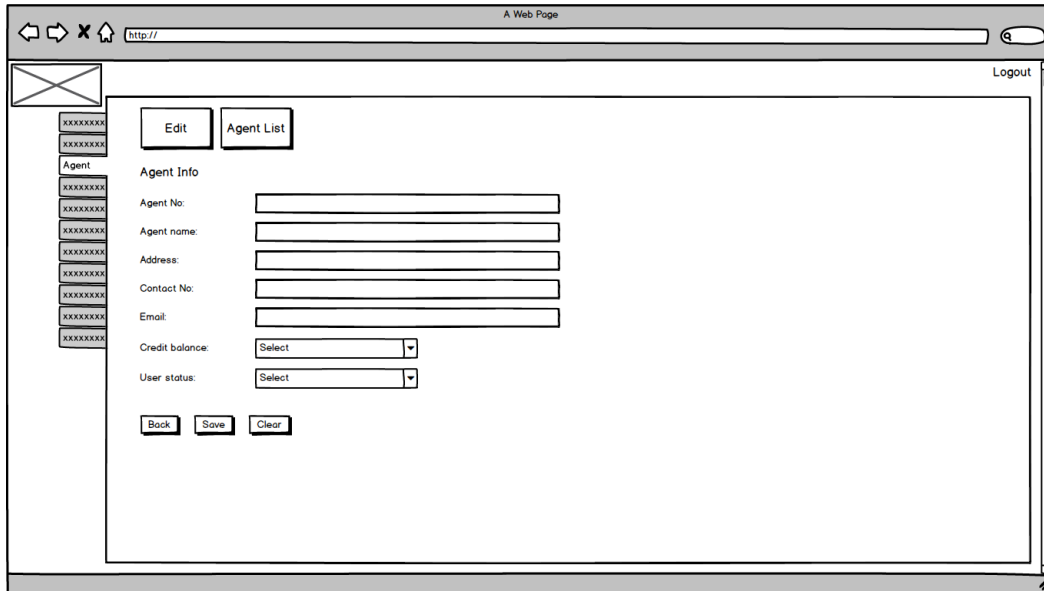 A Web Page
http://
Logout
xxxxxxxx
xxxxxxxx
Agent
xxxxxxxx
xxxxxxxx
xxxxxxxx
xxxxxxxx
xxxxxxxx
xxxxxxxx
xxxxxxxx
xxxxxxxx
Edit
Agent List
Agent Info
Agent No:
Agent name:
Address:
Contact No:
Email:
Credit balance: Select
User status: Select
Back Save Clear